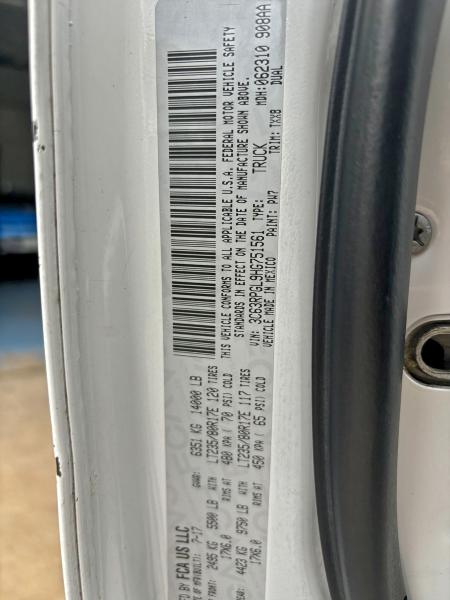 FCA US LLC
7-17
GVWR: 6351 KG 14000 LB
FRONT: 2495 KG 5500 LB WITH LT235/80R17E 120 TIRES
17X6.0 RIMS AT 480 KPA ( 70 PSI) COLD
4423 KG 9750 LB WITH LT235/80R17E 117 TIRES
17X6.0 RIMS AT 450 KPA ( 65 PSI) COLD
THIS VEHICLE CONFORMS TO ALL APPLICABLE U.S.A. FEDERAL MOTOR VEHICLE SAFETY
STANDARDS IN EFFECT ON THE DATE OF MANUFACTURE SHOWN ABOVE.
VIN: 3C63RPGL9HG751561 TYPE: TRUCK DUAL
MDH: 062310 908AA
MADE IN MEXICO PAINT: PW7 TRIM: TXX8